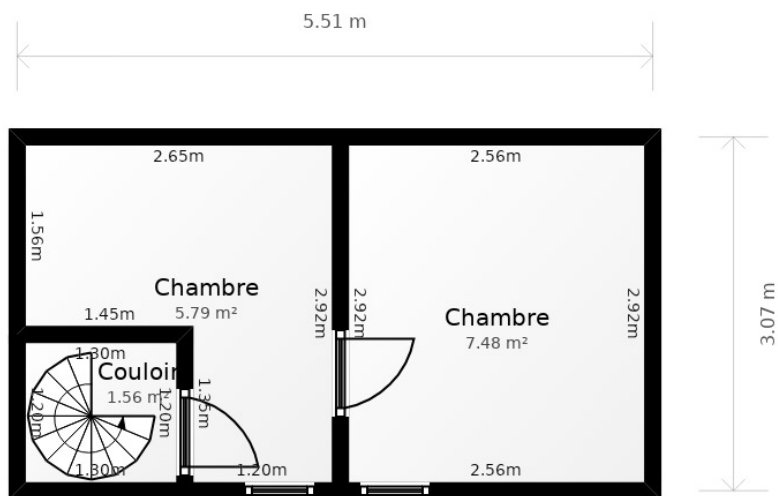 5.51 m
2.65m
2.56m
1.56m
Chambre
5.79 m²
2.92m
2.92m
2.92m
Chambre
7.48 m²
3.07 m
1.45m
1.30m
Couloir
1.56 m²
1.20m
1.20m
1.35m
1.30m
1.20m
2.56m